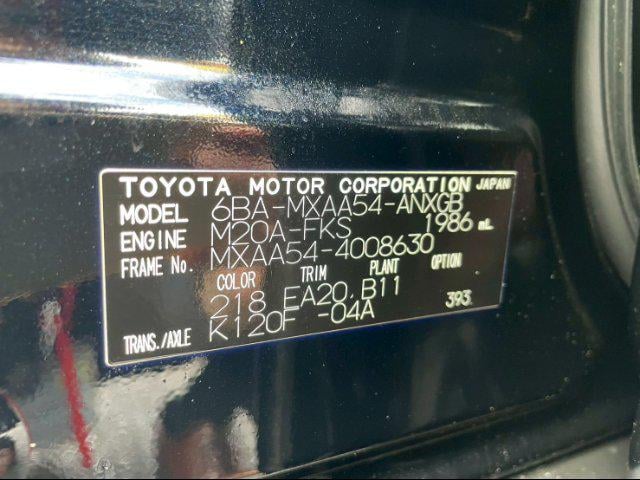 TOYOTA MOTOR CORPORATION JAPAN
MODEL 6BA-MXAA54-ANXGB
ENGINE M20A-FKS 1986 mL
FRAME No. MXAA54-4008630
COLOR TRIM PLANT OPTION
218 EA20 B11 393
TRANS./AXLE K120F -04A